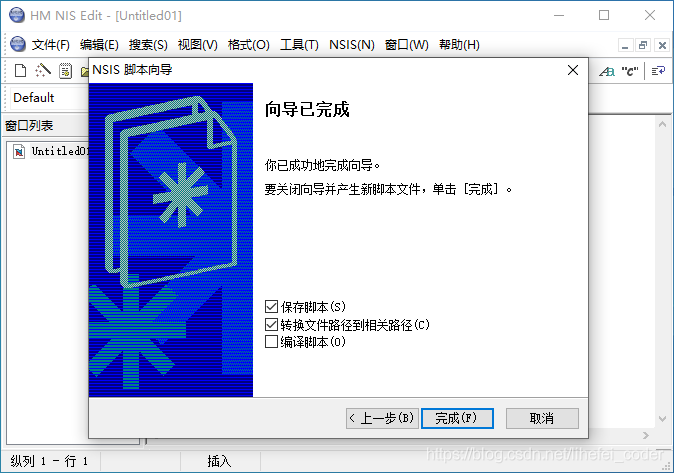 HM NIS Edit - [Untitled01]
文件(F) 编辑(E) 搜索(S) 视图(V) 格式(O) 工具(T) NSIS(N) 窗口(W) 帮助(H)
NSIS 脚本向导
Aa "C"
Default
窗口列表
Untitled01
向导已完成
你已成功地完成向导。
要关闭向导并产生新脚本文件，单击 [完成] 。
保存脚本(S)
转换文件路径到相关路径(C)
编译脚本(O)
< 上一步(B) 完成(F) 取消
纵列 1 - 行 1 插入
https://blog.csdn.net/lihefei_coder